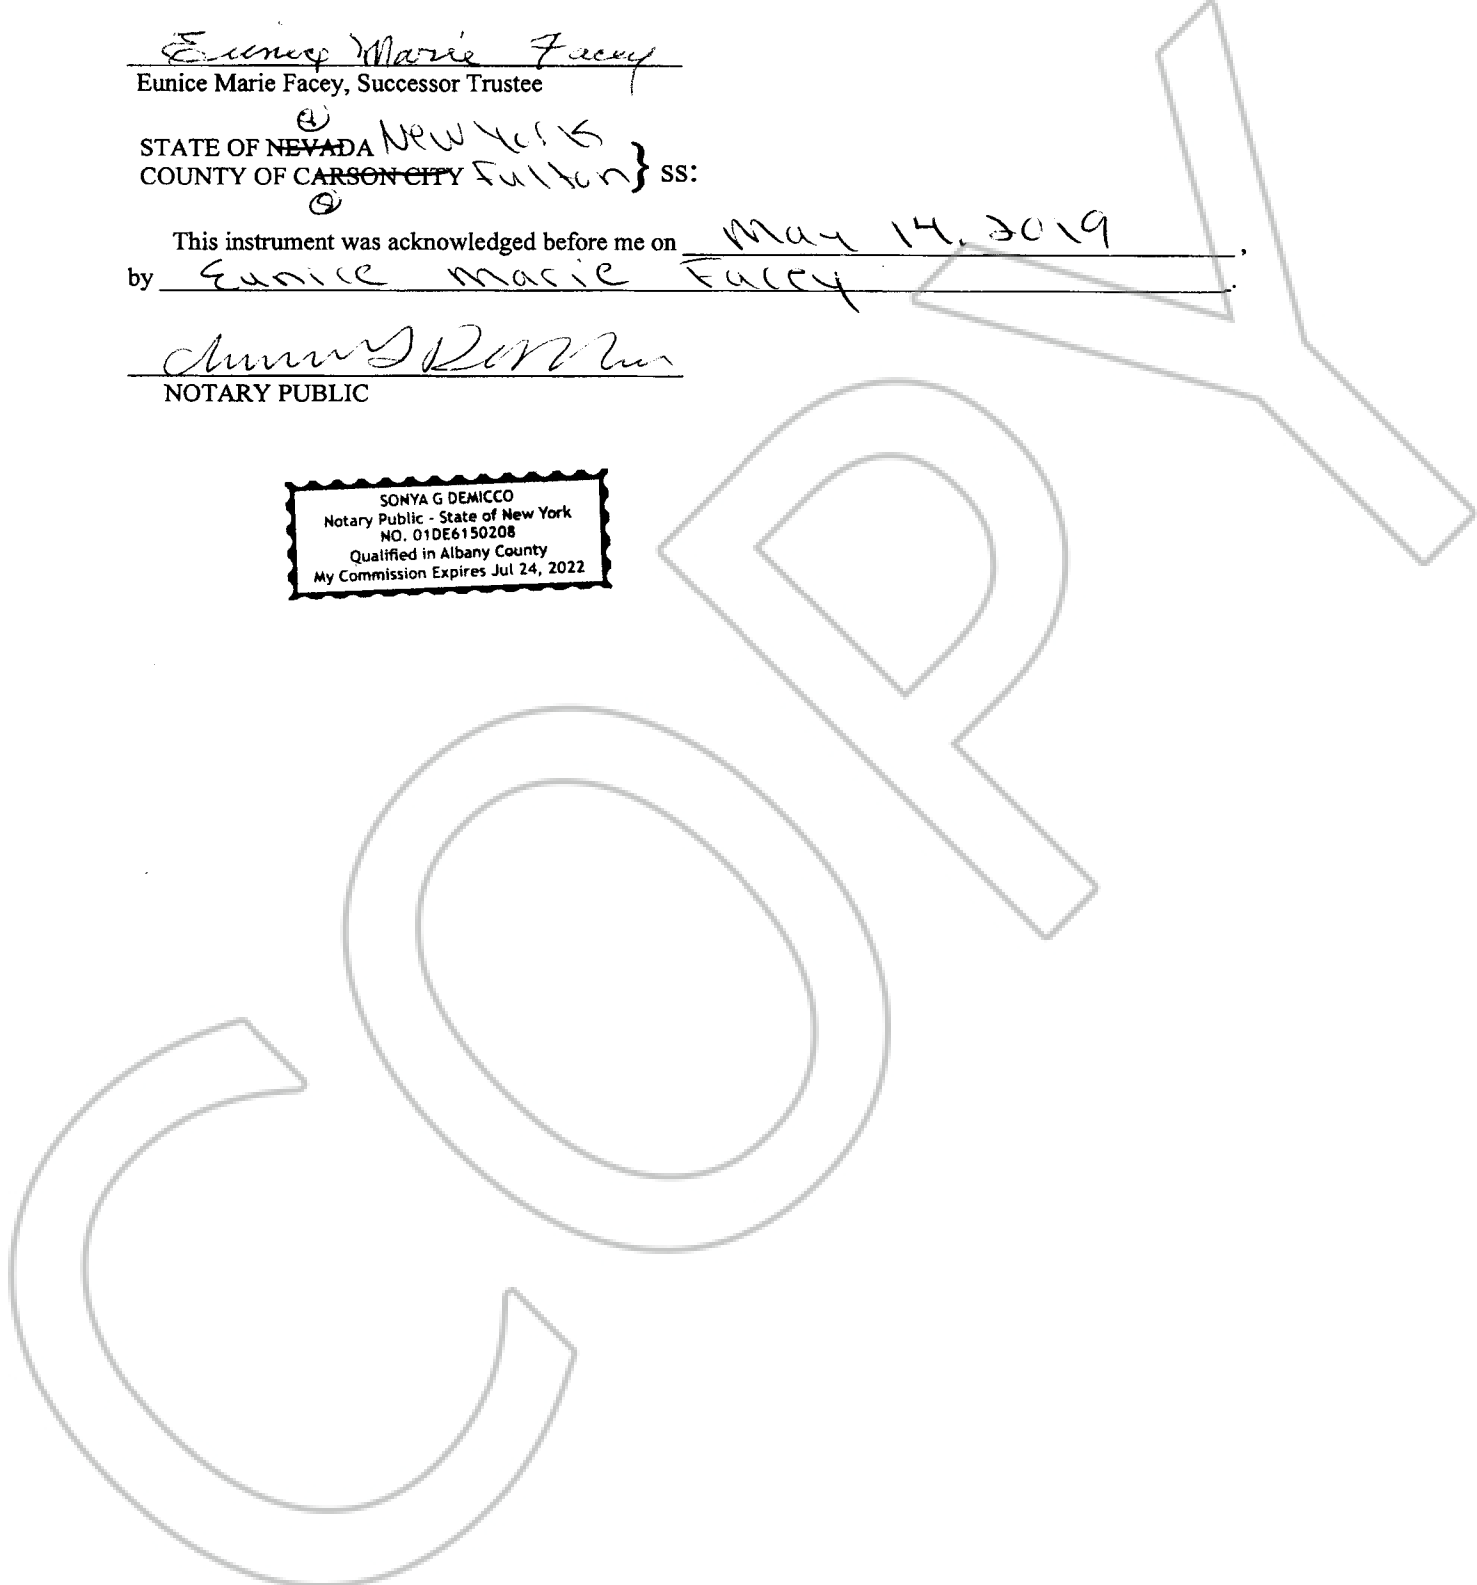 Eunice Marie Facey
Eunice Marie Facey, Successor Trustee
STATE OF NEVADA New York
COUNTY OF CARSON CITY Fulton } ss:
This instrument was acknowledged before me on May 14, 2019,
by Eunice Marie Facey.
NOTARY PUBLIC
SONYA G DEMICCO
Notary Public - State of New York
NO. 01DE6150208
Qualified in Albany County
My Commission Expires Jul 24, 2022
COPY